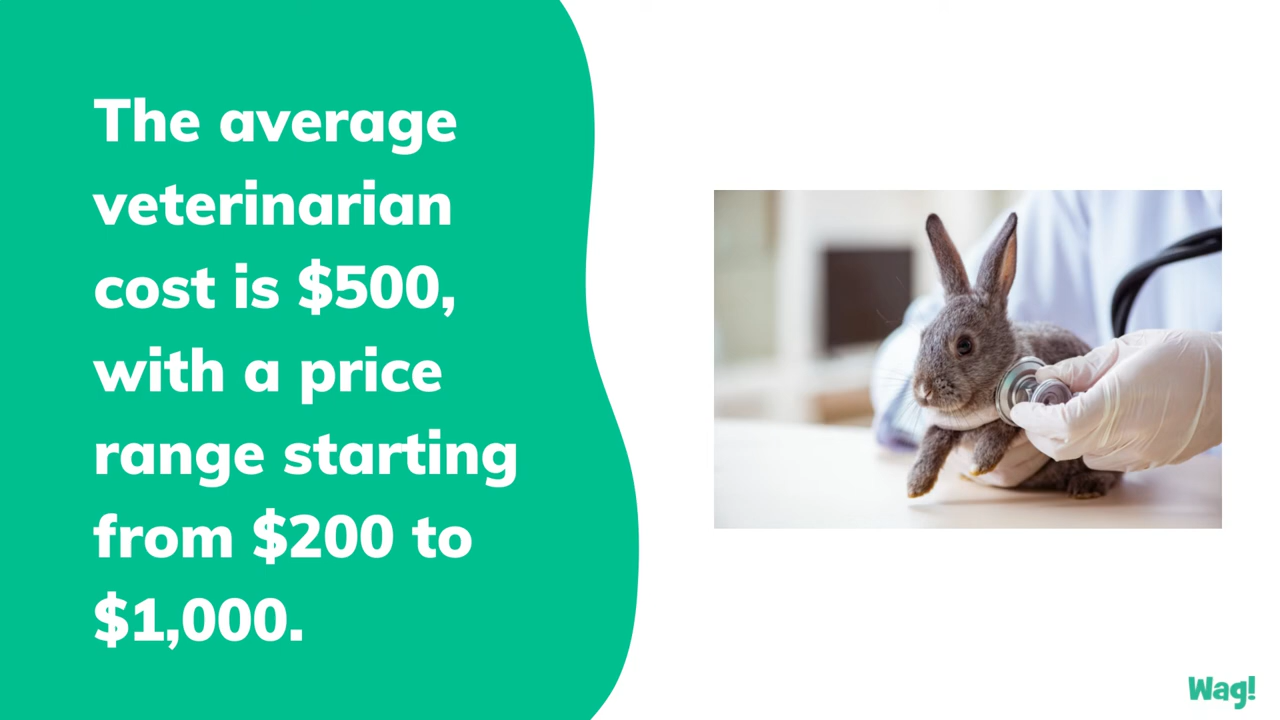 The average
veterinarian
cost is $500,
with a price
range starting
from $200 to
$1,000.
Wag!